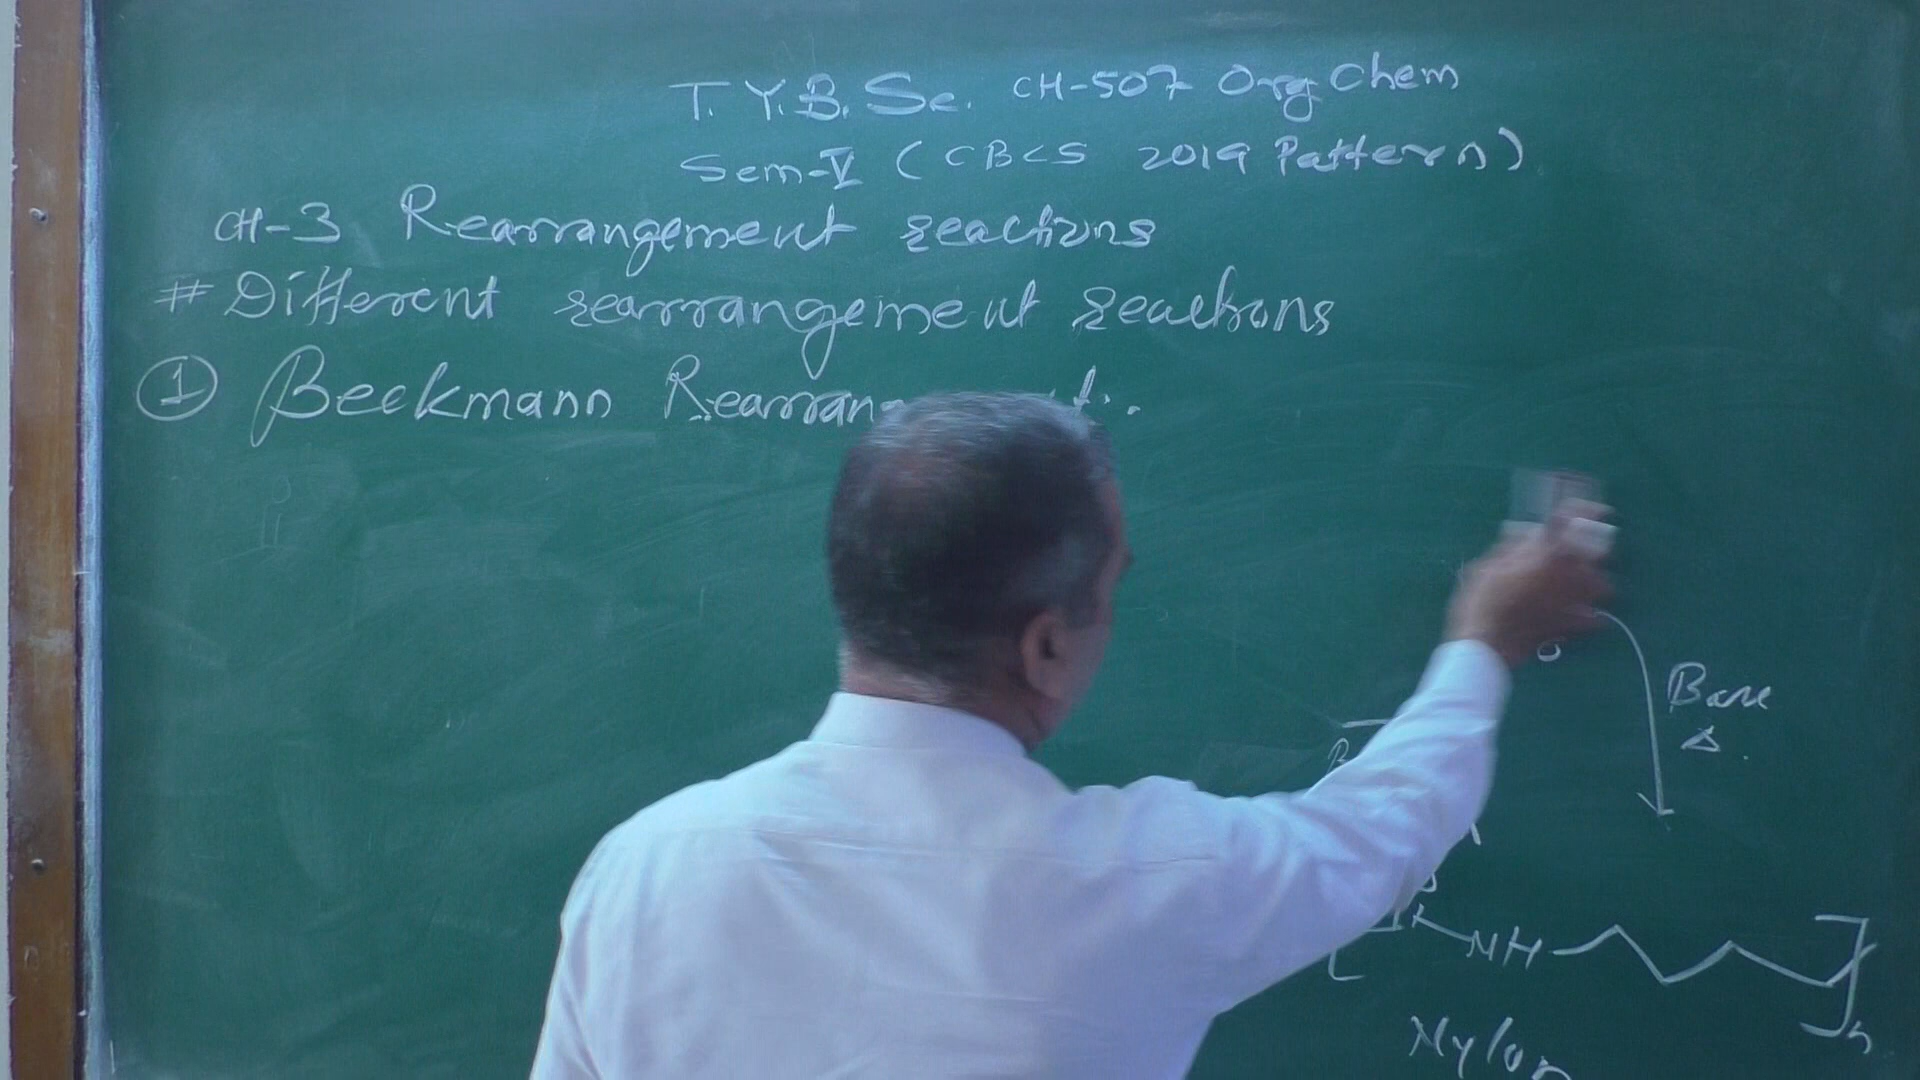 T.Y.B.Sc. CH-507 Org Chem
Sem-V (CBCS 2019 Pattern)
CH-3 Rearrangement reactions
# Different rearrangement reactions
① Beckmann
Base
Δ.
NH
n
Nylon